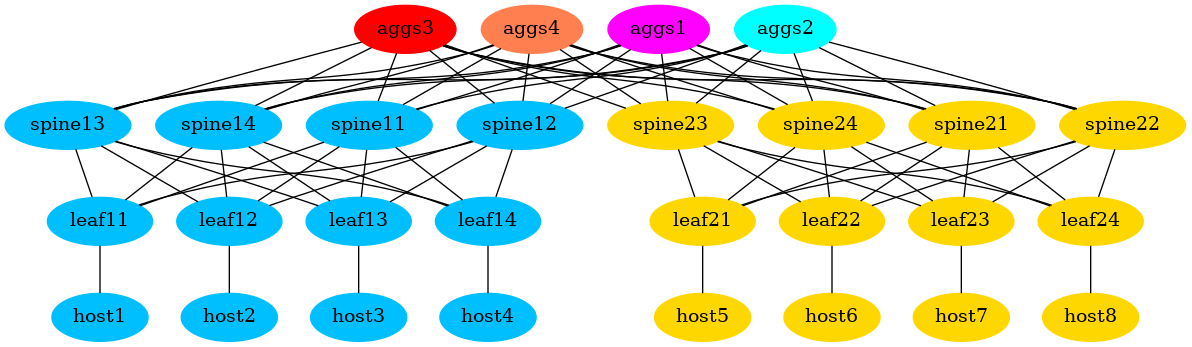 aggs3 aggs4 aggs1 aggs2
spine13 spine14 spine11 spine12 spine23 spine24 spine21 spine22
leaf11 leaf12 leaf13 leaf14 leaf21 leaf22 leaf23 leaf24
host1 host2 host3 host4 host5 host6 host7 host8